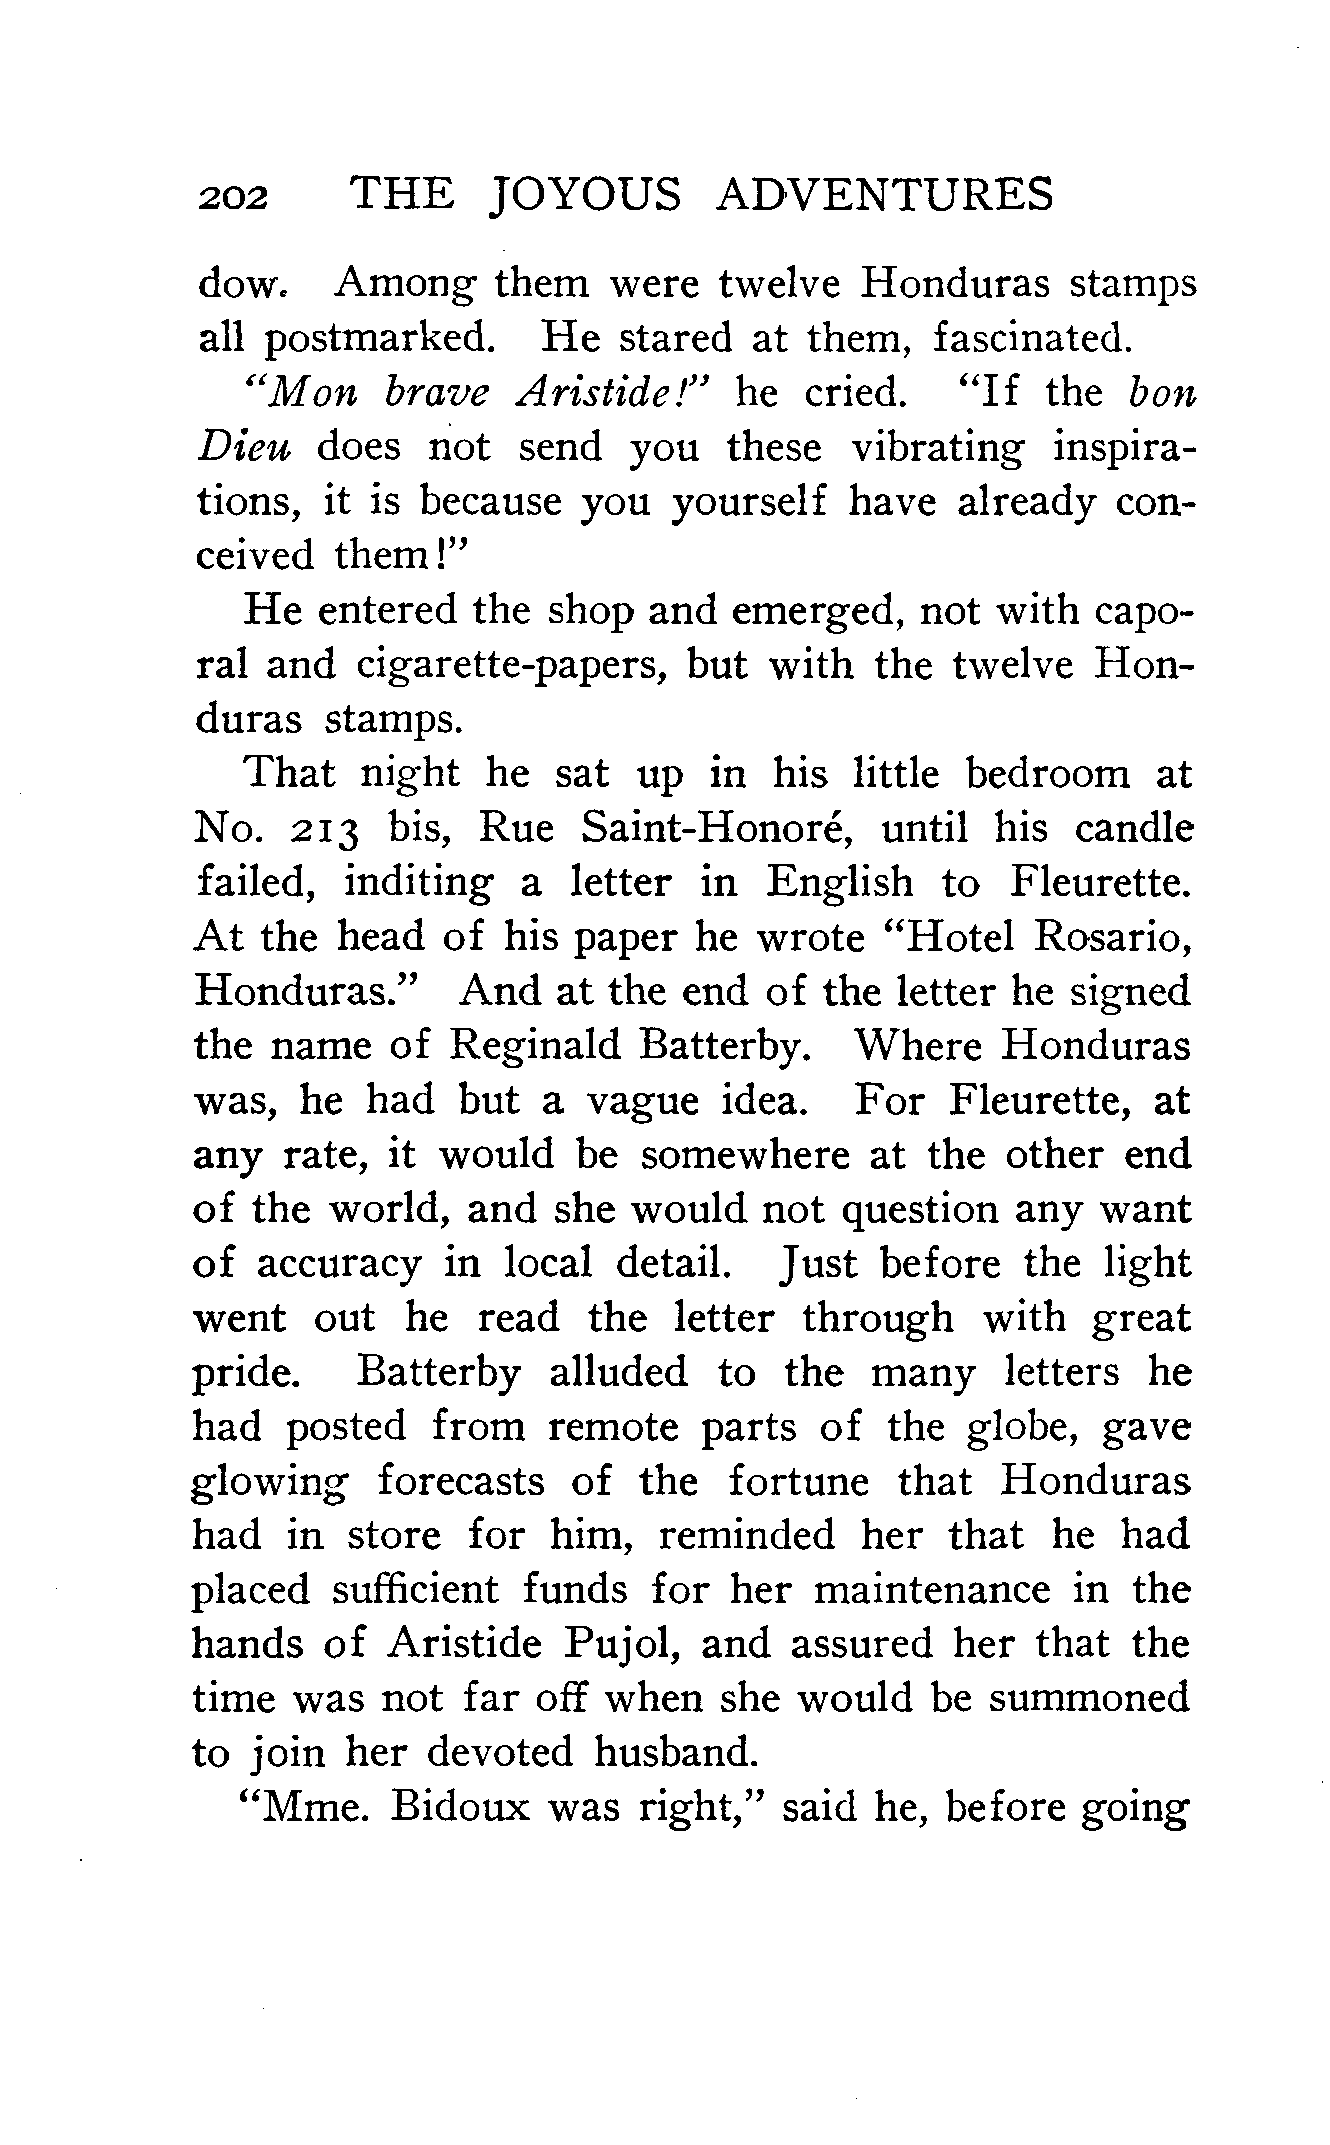 202 THE JOYOUS ADVENTURES
dow. Among them were twelve Honduras stamps
all postmarked. He stared at them, fascinated.
"Mon brave Aristide!" he cried. "If the bon
Dieu does not send you these vibrating inspira-
tions, it is because you yourself have already con-
ceived them!"
He entered the shop and emerged, not with capo-
ral and cigarette-papers, but with the twelve Hon-
duras stamps.
That night he sat up in his little bedroom at
No. 213 bis, Rue Saint-Honoré, until his candle
failed, inditing a letter in English to Fleurette.
At the head of his paper he wrote "Hotel Rosario,
Honduras." And at the end of the letter he signed
the name of Reginald Batterby. Where Honduras
was, he had but a vague idea. For Fleurette, at
any rate, it would be somewhere at the other end
of the world, and she would not question any want
of accuracy in local detail. Just before the light
went out he read the letter through with great
pride. Batterby alluded to the many letters he
had posted from remote parts of the globe, gave
glowing forecasts of the fortune that Honduras
had in store for him, reminded her that he had
placed sufficient funds for her maintenance in the
hands of Aristide Pujol, and assured her that the
time was not far off when she would be summoned
to join her devoted husband.
"Mme. Bidoux was right," said he, before going